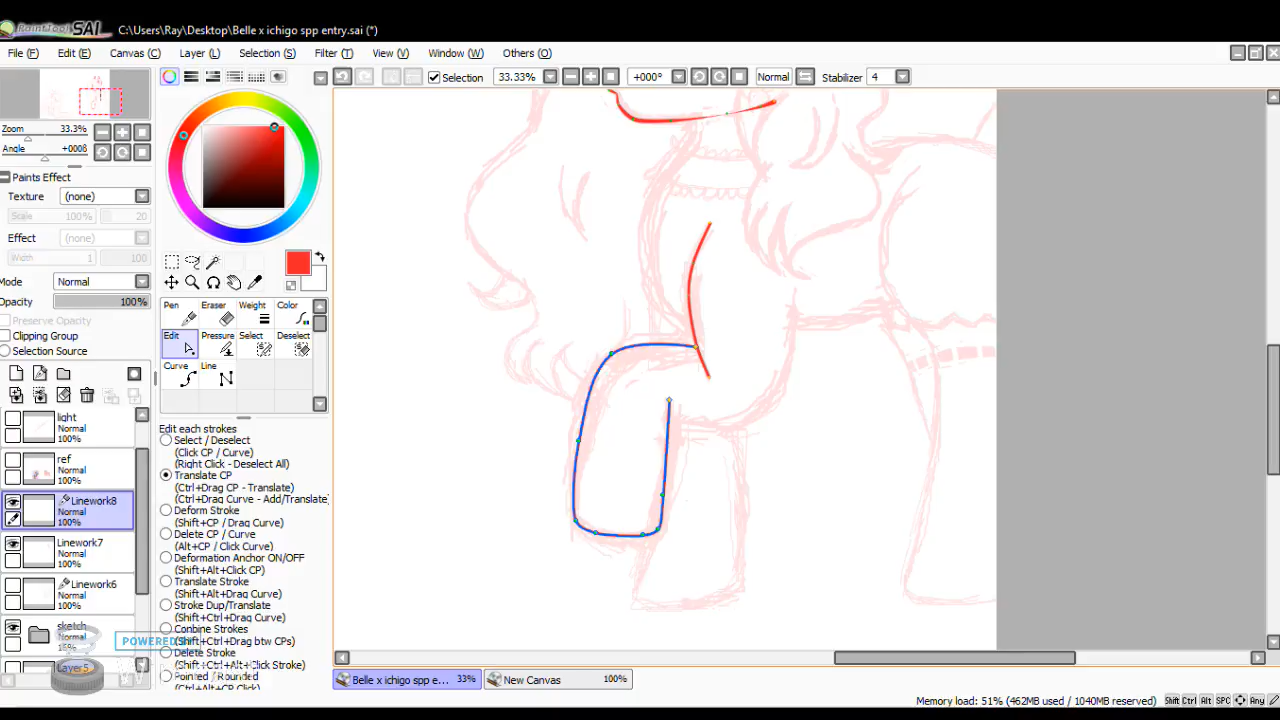 PaintTool SAI C:\Users\Ray\Desktop\Belle x ichigo spp entry.sai (*)
File (F) Edit (E) Canvas (C) Layer (L) Selection (S) Filter (T) View (V) Window (W) Others (O)
Selection 33.33% +000° Normal Stabilizer 4
Zoom 33.3%
Angle +000ß
Paints Effect
Texture (none)
Scale 100% 20
Effect (none)
Width 1 100
Mode Normal
Opacity 100%
Preserve Opacity
Clipping Group
Selection Source
light
Normal
100%
ref
Normal
100%
Linework8
Normal
100%
Linework7
Normal
100%
Linework6
Normal
100%
sketch
Normal
Layer5
100%
POWERED
Pen Eraser Weight Color
Edit Pressure Select Deselect
Curve Line
Edit each strokes
Select / Deselect
(Click CP / Curve)
(Right Click - Deselect All)
Translate CP
(Ctrl+Drag CP - Translate)
(Ctrl+Drag Curve - Add/Translate)
Deform Stroke
(Shift+CP / Drag Curve)
Delete CP / Curve
(Alt+CP / Click Curve)
Deformation Anchor ON/OFF
(Shift+Alt+Click CP)
Translate Stroke
(Shift+Alt+Drag Curve)
Stroke Dup/Translate
(Shift+Ctrl+Drag Curve)
Conbine Strokes
(Shift+Ctrl+Drag btw CPs)
Delete Stroke
(Shift+Ctrl+Alt+Click Stroke)
Pointed / Rounded
(Ctrl+Alt+CP Click)
Belle x ichigo spp e... 33% New Canvas 100%
Memory load: 51% (462MB used / 1040MB reserved) Shift Ctrl Alt SPC Any